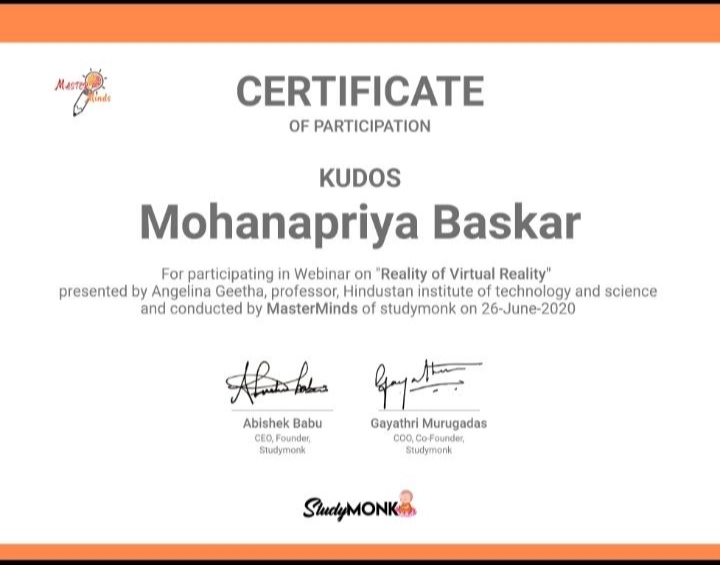 Master Minds
CERTIFICATE
OF PARTICIPATION
KUDOS
Mohanapriya Baskar
For participating in Webinar on "Reality of Virtual Reality"
presented by Angelina Geetha, professor, Hindustan institute of technology and science
and conducted by MasterMinds of studymonk on 26-June-2020
Abishek Babu
CEO, Founder,
Studymonk
Gayathri
Gayathri Murugadas
COO, Co-Founder,
Studymonk
StudyMONK